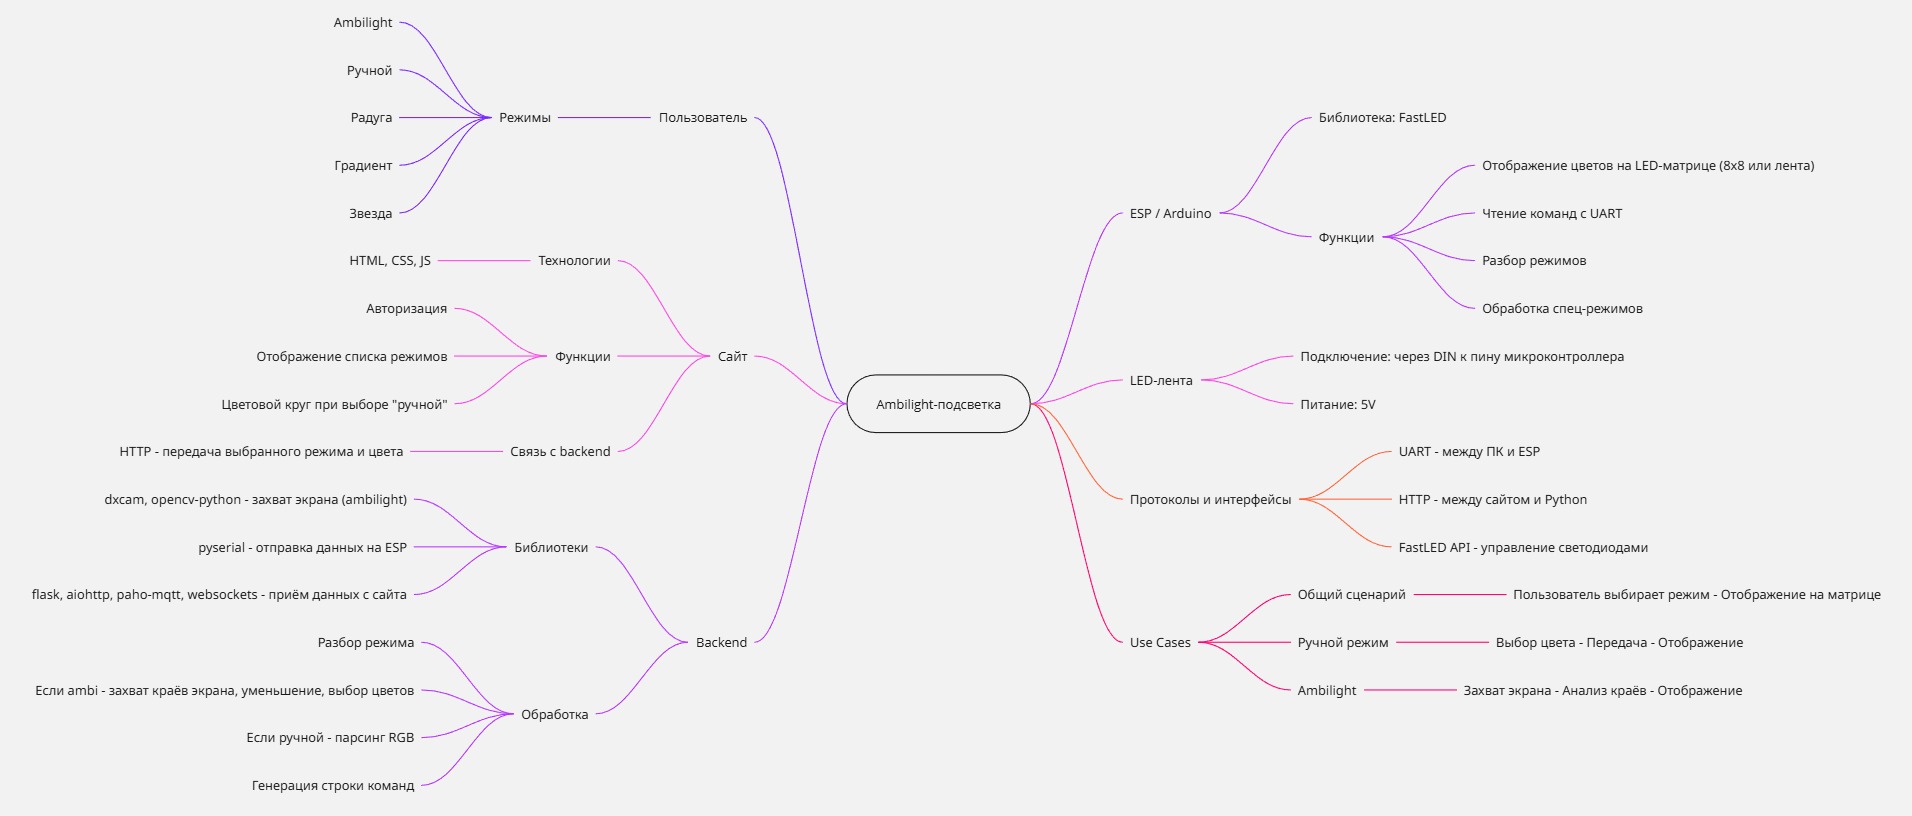 Ambilight-подсветка
Пользователь
Режимы
Ambilight
Ручной
Радуга
Градиент
Звезда
Сайт
Технологии
HTML, CSS, JS
Функции
Авторизация
Отображение списка режимов
Цветовой круг при выборе "ручной"
Связь с backend
HTTP - передача выбранного режима и цвета
Backend
Библиотеки
dxcam, opencv-python - захват экрана (ambilight)
pyserial - отправка данных на ESP
flask, aiohttp, paho-mqtt, websockets - приём данных с сайта
Обработка
Разбор режима
Если ambi - захват краёв экрана, уменьшение, выбор цветов
Если ручной - парсинг RGB
Генерация строки команд
ESP / Arduino
Библиотека: FastLED
Функции
Отображение цветов на LED-матрице (8x8 или лента)
Чтение команд с UART
Разбор режимов
Обработка спец-режимов
LED-лента
Подключение: через DIN к пину микроконтроллера
Питание: 5V
Протоколы и интерфейсы
UART - между ПК и ESP
HTTP - между сайтом и Python
FastLED API - управление светодиодами
Use Cases
Общий сценарий
Пользователь выбирает режим - Отображение на матрице
Ручной режим
Выбор цвета - Передача - Отображение
Ambilight
Захват экрана - Анализ краёв - Отображение